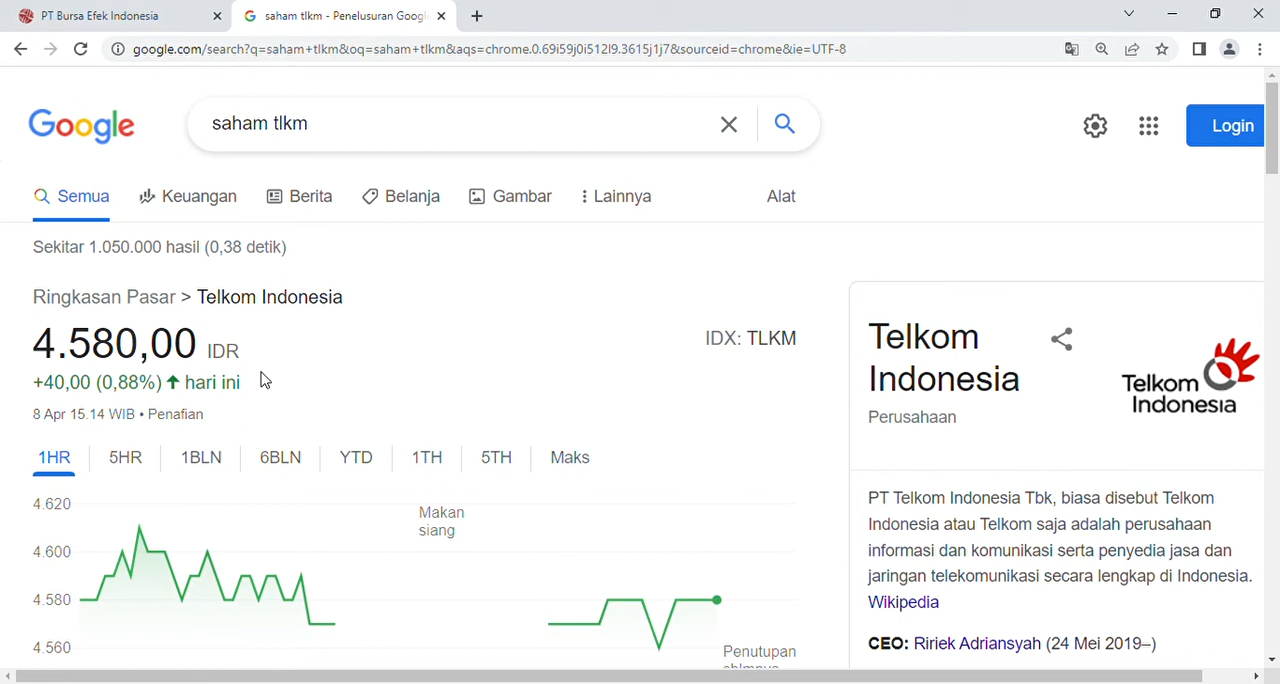 PT Bursa Efek Indonesia
saham tlkm - Penelusuran Googl
google.com/search?q=saham+tlkm&oq=saham+tlkm&aqs=chrome.0.69i59j0i512l9.3615j1j7&sourceid=chrome&ie=UTF-8
Google
saham tlkm
Login
Semua
Keuangan
Berita
Belanja
Gambar
Lainnya
Alat
Sekitar 1.050.000 hasil (0,38 detik)
Ringkasan Pasar > Telkom Indonesia
4.580,00 IDR
IDX: TLKM
+40,00 (0,88%) hari ini
8 Apr 15.14 WIB • Penafian
1HR
5HR
1BLN
6BLN
YTD
1TH
5TH
Maks
4.620
4.600
4.580
4.560
Makan
siang
Penutupan
Telkom
Indonesia
Perusahaan
Telkom
Indonesia
PT Telkom Indonesia Tbk, biasa disebut Telkom
Indonesia atau Telkom saja adalah perusahaan
informasi dan komunikasi serta penyedia jasa dan
jaringan telekomunikasi secara lengkap di Indonesia.
Wikipedia
CEO: Ririek Adriansyah (24 Mei 2019–)